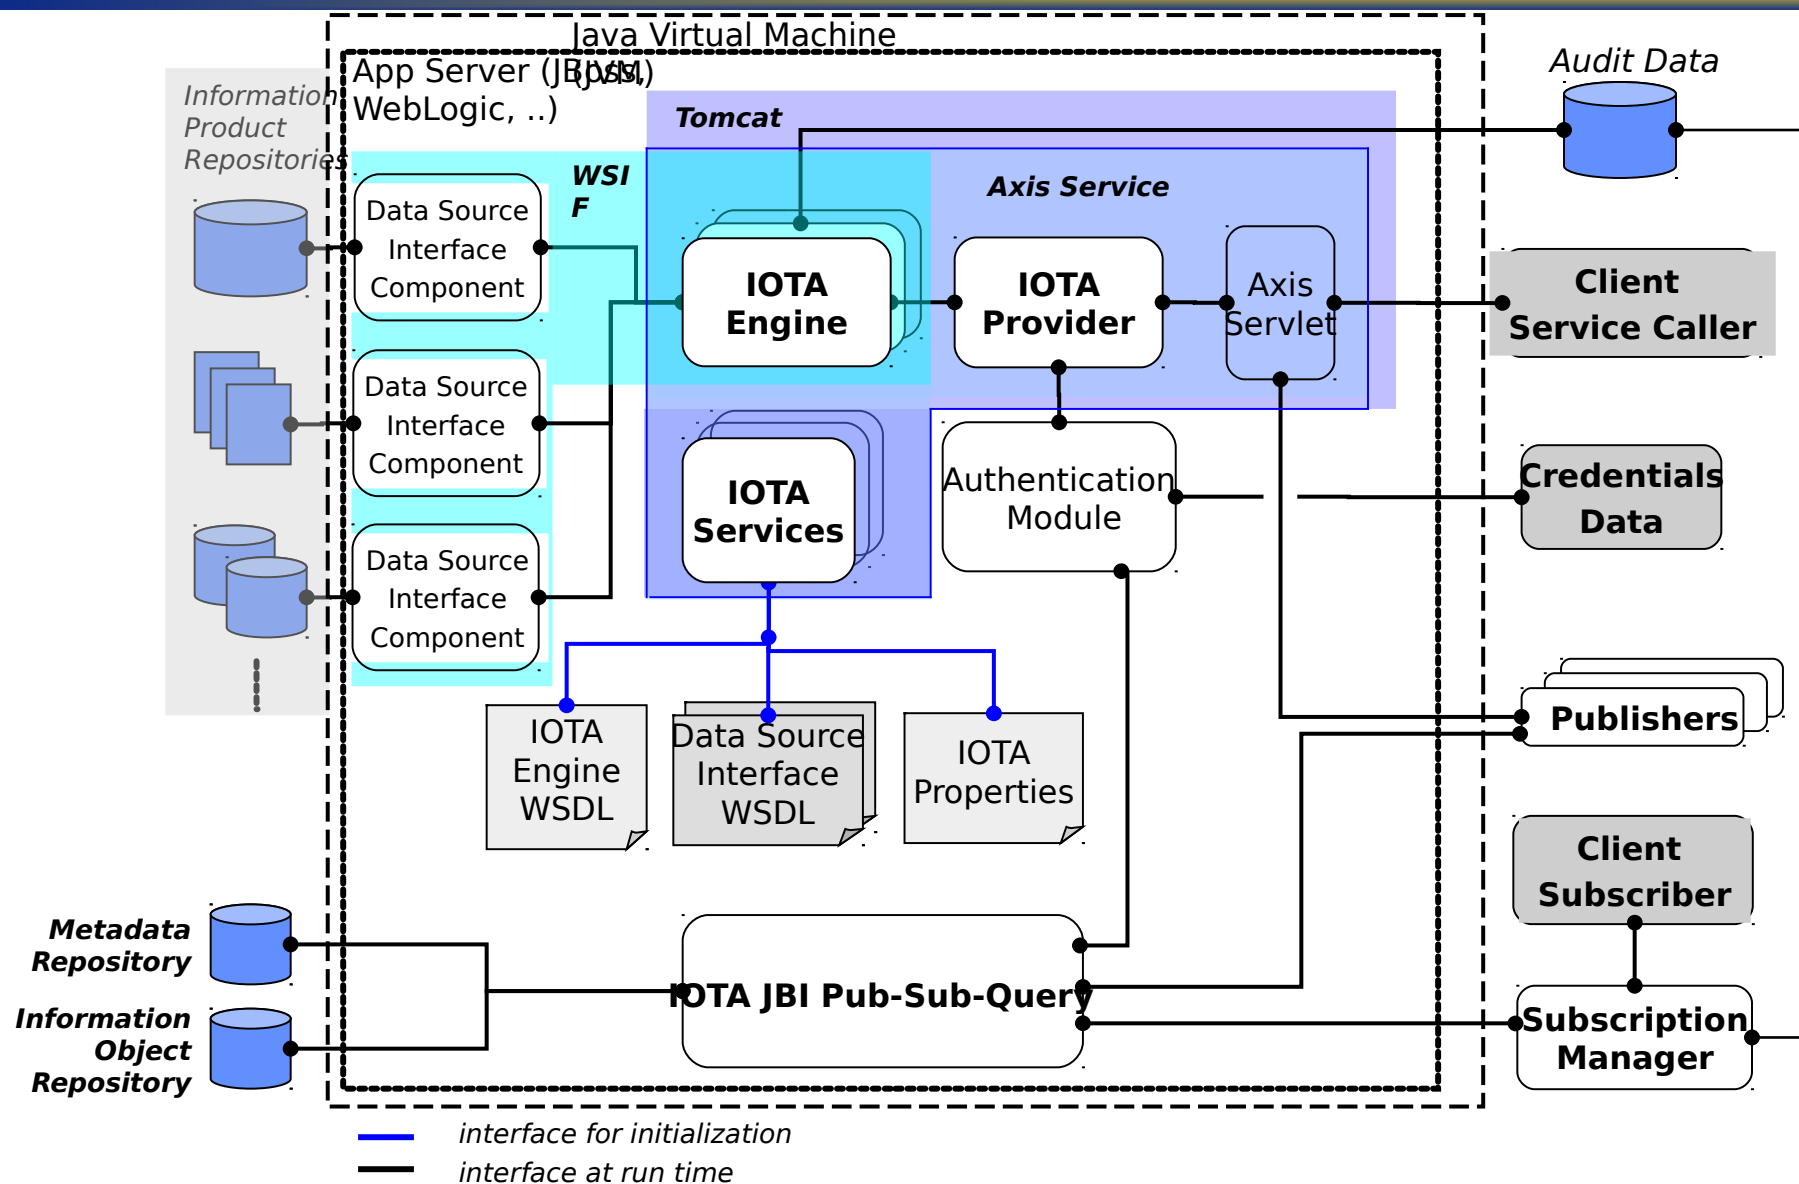 Java Virtual Machine
(JVM)
App Server (JBoss,
WebLogic, ..)
Audit Data
Information
Product
Repositories
Tomcat
WSI
F
Axis Service
Data Source
Interface
Component
IOTA
Engine
IOTA
Provider
Axis
Servlet
Client
Service Caller
Data Source
Interface
Component
IOTA
Services
Authentication
Module
Credentials
Data
Data Source
Interface
Component
IOTA
Engine
WSDL
Data Source
Interface
WSDL
IOTA
Properties
Publishers
Client
Subscriber
Metadata
Repository
IOTA JBI Pub-Sub-Query
Information
Object
Repository
Subscription
Manager
interface for initialization
interface at run time